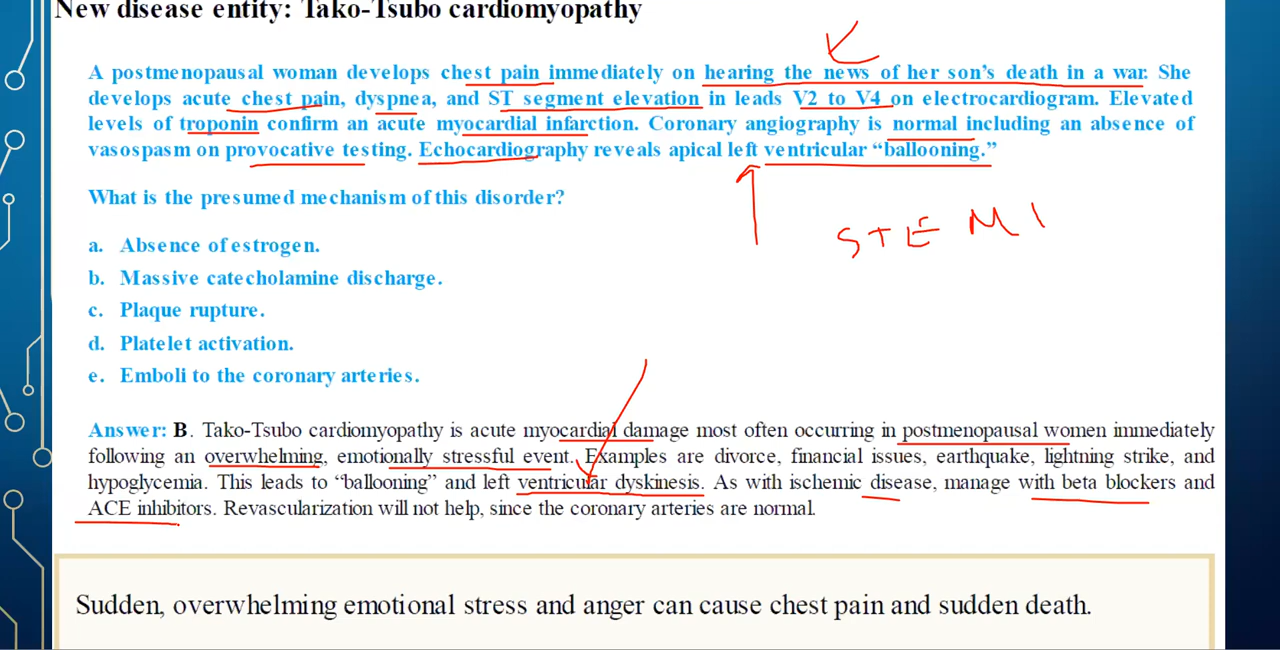 New disease entity: Tako-Tsubo cardiomyopathy
A postmenopausal woman develops chest pain immediately on hearing the news of her son's death in a war. She
develops acute chest pain, dyspnea, and ST segment elevation in leads V2 to V4 on electrocardiogram. Elevated
levels of troponin confirm an acute myocardial infarction. Coronary angiography is normal including an absence of
vasospasm on provocative testing. Echocardiography reveals apical left ventricular “ballooning.”
What is the presumed mechanism of this disorder?
STEMI
a. Absence of estrogen.
b. Massive catecholamine discharge.
c. Plaque rupture.
d. Platelet activation.
e. Emboli to the coronary arteries.
Answer: B. Tako-Tsubo cardiomyopathy is acute myocardial damage most often occurring in postmenopausal women immediately
following an overwhelming, emotionally stressful event. Examples are divorce, financial issues, earthquake, lightning strike, and
hypoglycemia. This leads to “ballooning” and left ventricular dyskinesis. As with ischemic disease, manage with beta blockers and
ACE inhibitors. Revascularization will not help, since the coronary arteries are normal.
Sudden, overwhelming emotional stress and anger can cause chest pain and sudden death.